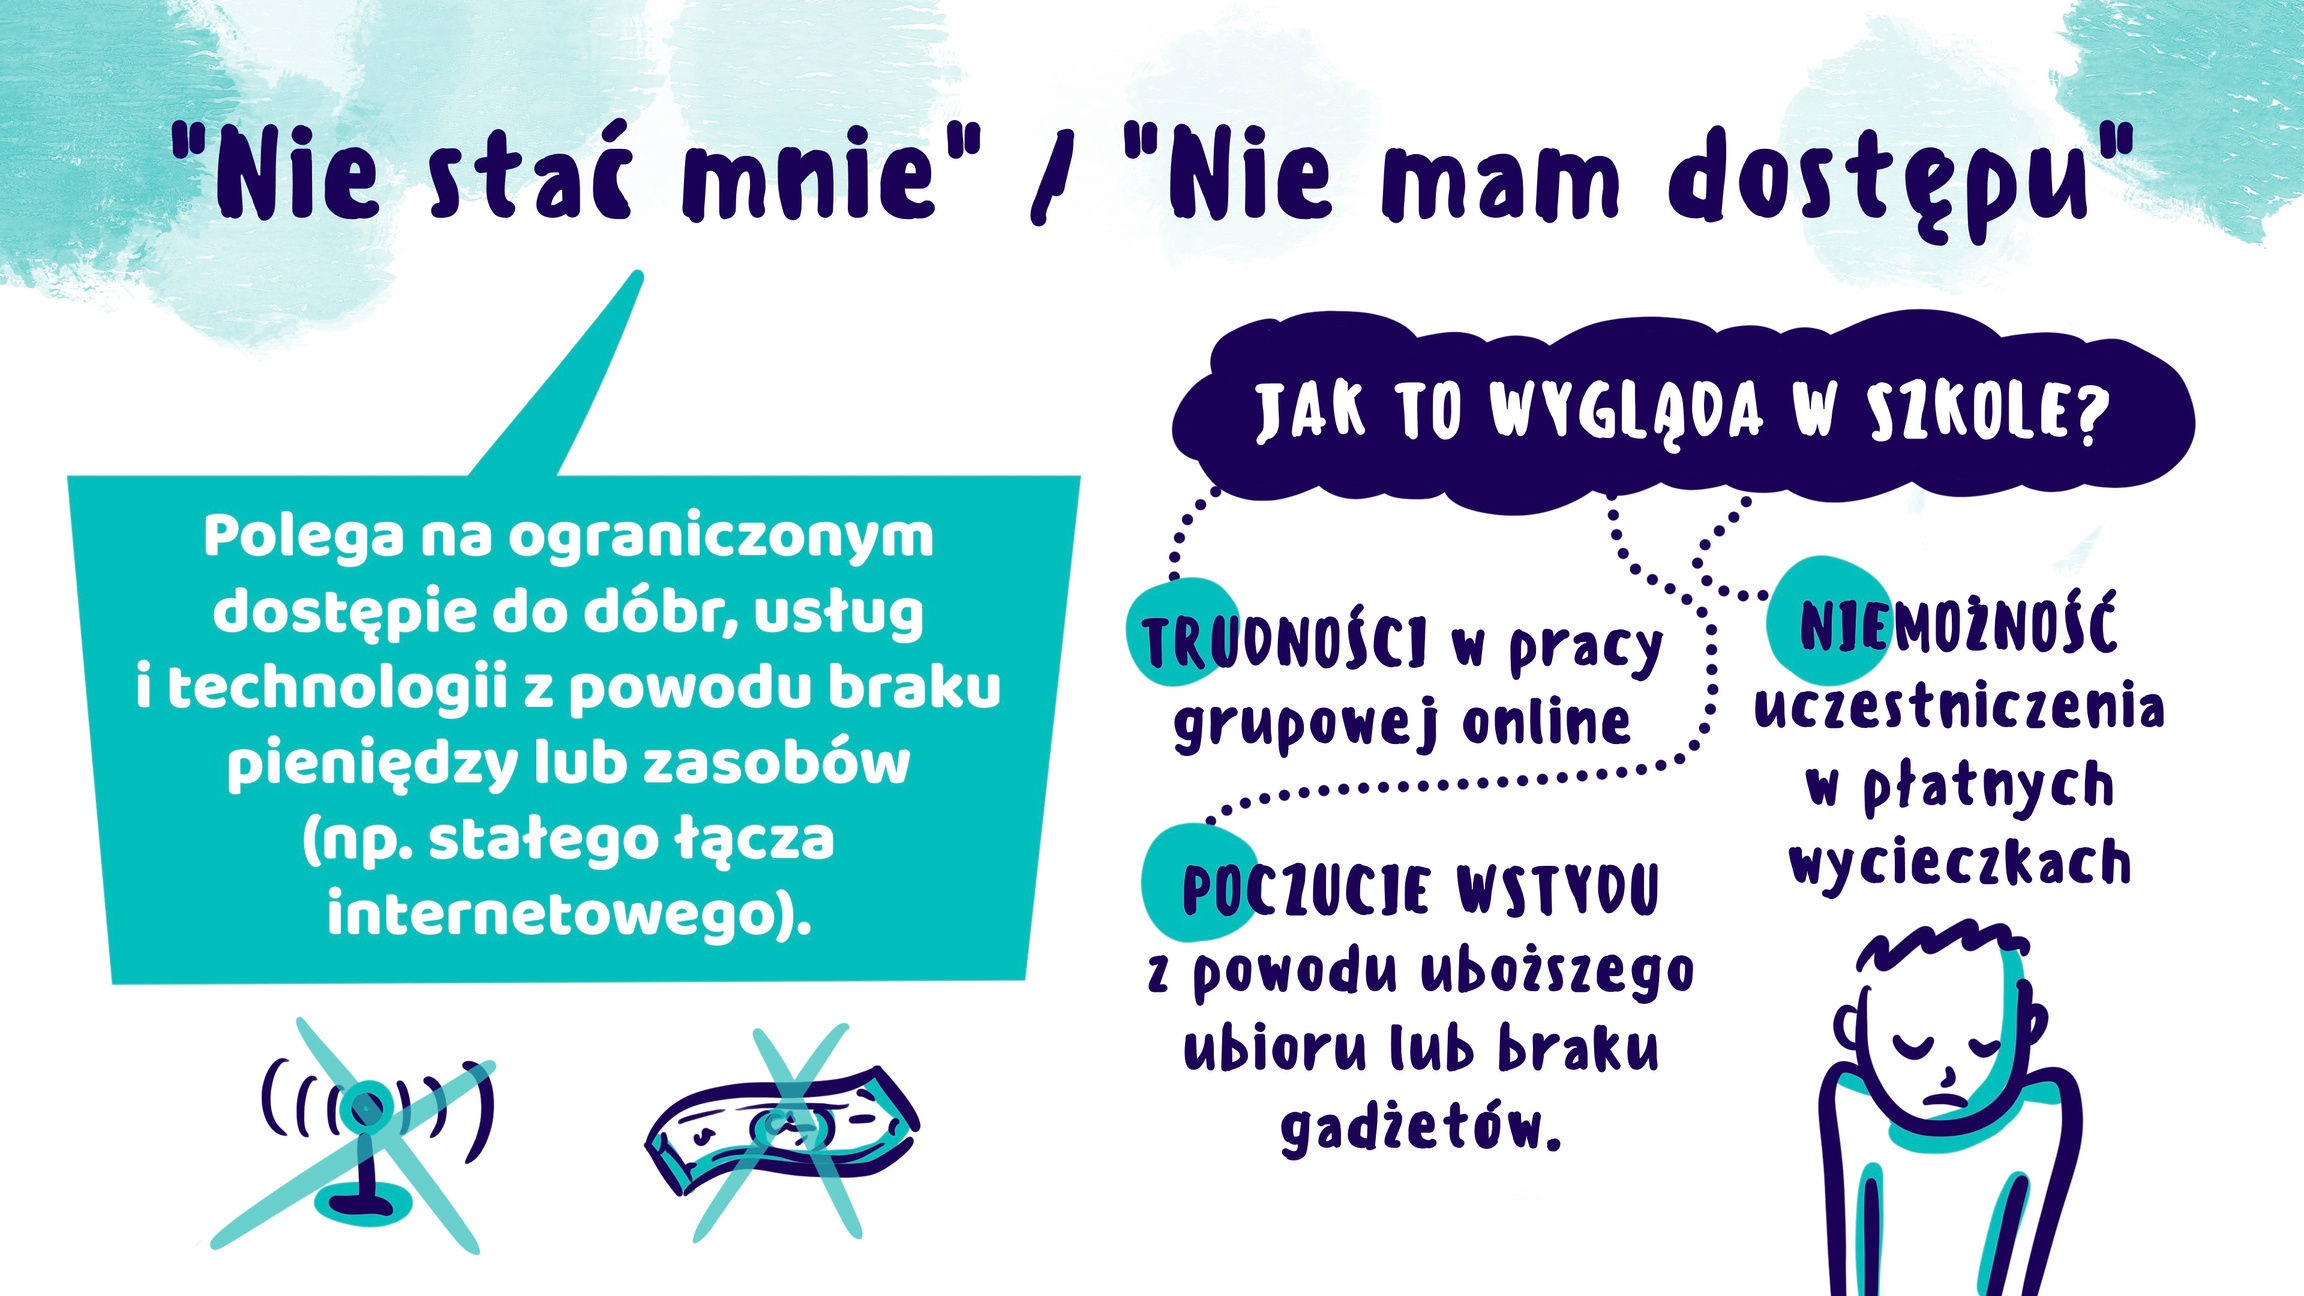 "Nie stać mnie" / "Nie mam dostępu"
Polega na ograniczonym
dostępie do dóbr, usług
i technologii z powodu braku
pieniędzy lub zasobów
(np. stałego łącza
internetowego).
JAK TO WYGLĄDA W SZKOLE?
TRUDNOŚCI w pracy
grupowej online
NIEMOŻNOŚĆ
uczestniczenia
w płatnych
wycieczkach
POCZUCIE WSTYDU
z powodu uboższego
ubioru lub braku
gadżetów.